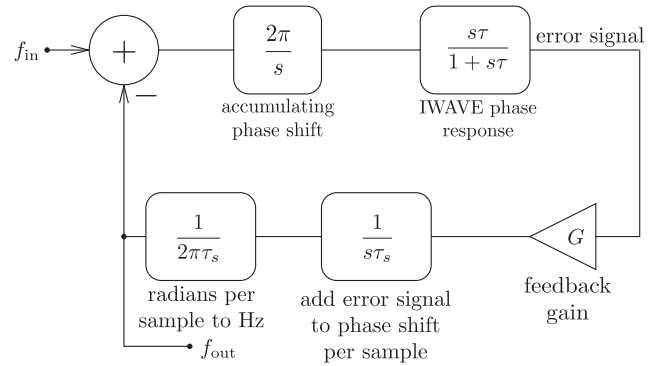 f_in
+
2π
s
sτ
1 + sτ
error signal
accumulating
phase shift
IWAVE phase
response
−
1
2πτ_s
1
sτ_s
G
radians per
sample to Hz
add error signal
to phase shift
per sample
feedback
gain
f_out